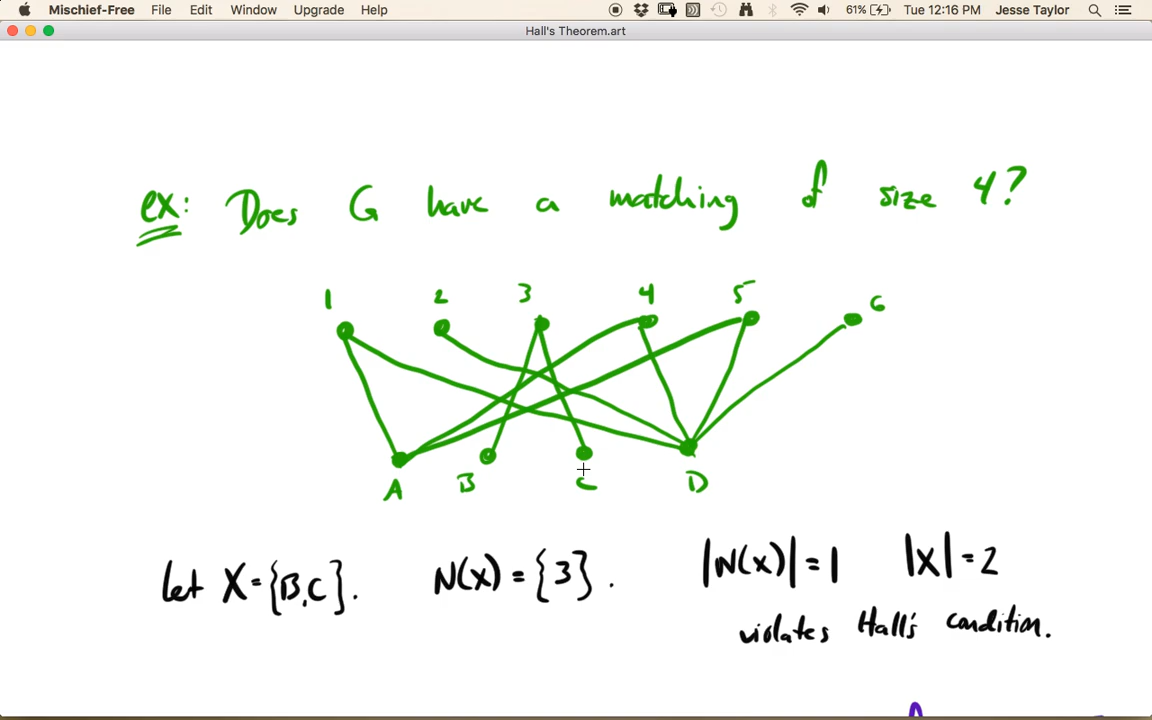 Mischief-Free File Edit Window Upgrade Help 61% Tue 12:16 PM Jesse Taylor
Hall's Theorem.art
ex: Does G have a matching of size 4?
1 2 3 4 5 6
A B C D
let X={B,C}. N(x)={3}. |N(x)|=1 |X|=2
violates Hall's condition.